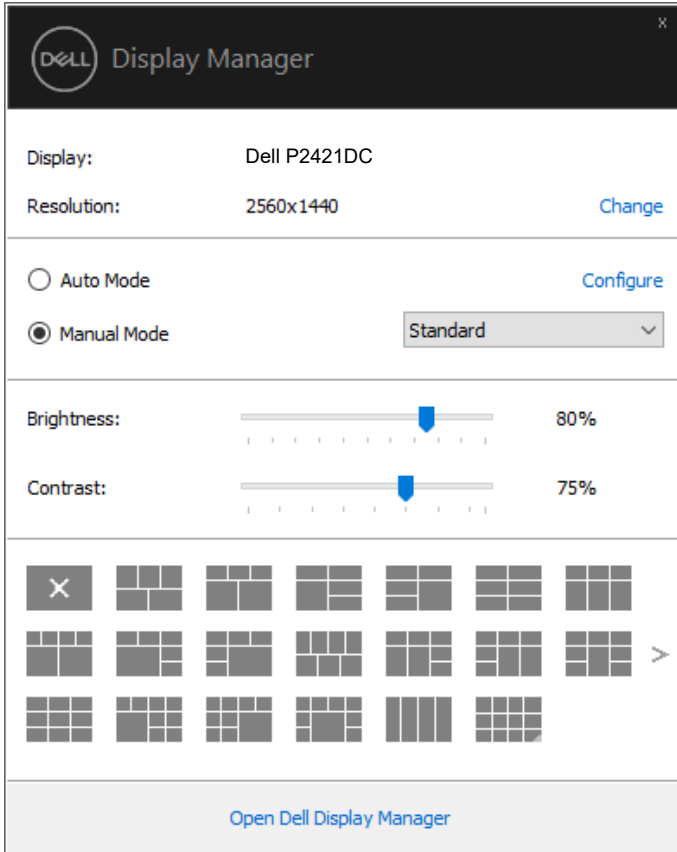 x
DELL Display Manager
Display: Dell P2421DC
Resolution: 2560x1440 Change
Auto Mode Configure
Manual Mode Standard
Brightness: 80%
Contrast: 75%
Open Dell Display Manager